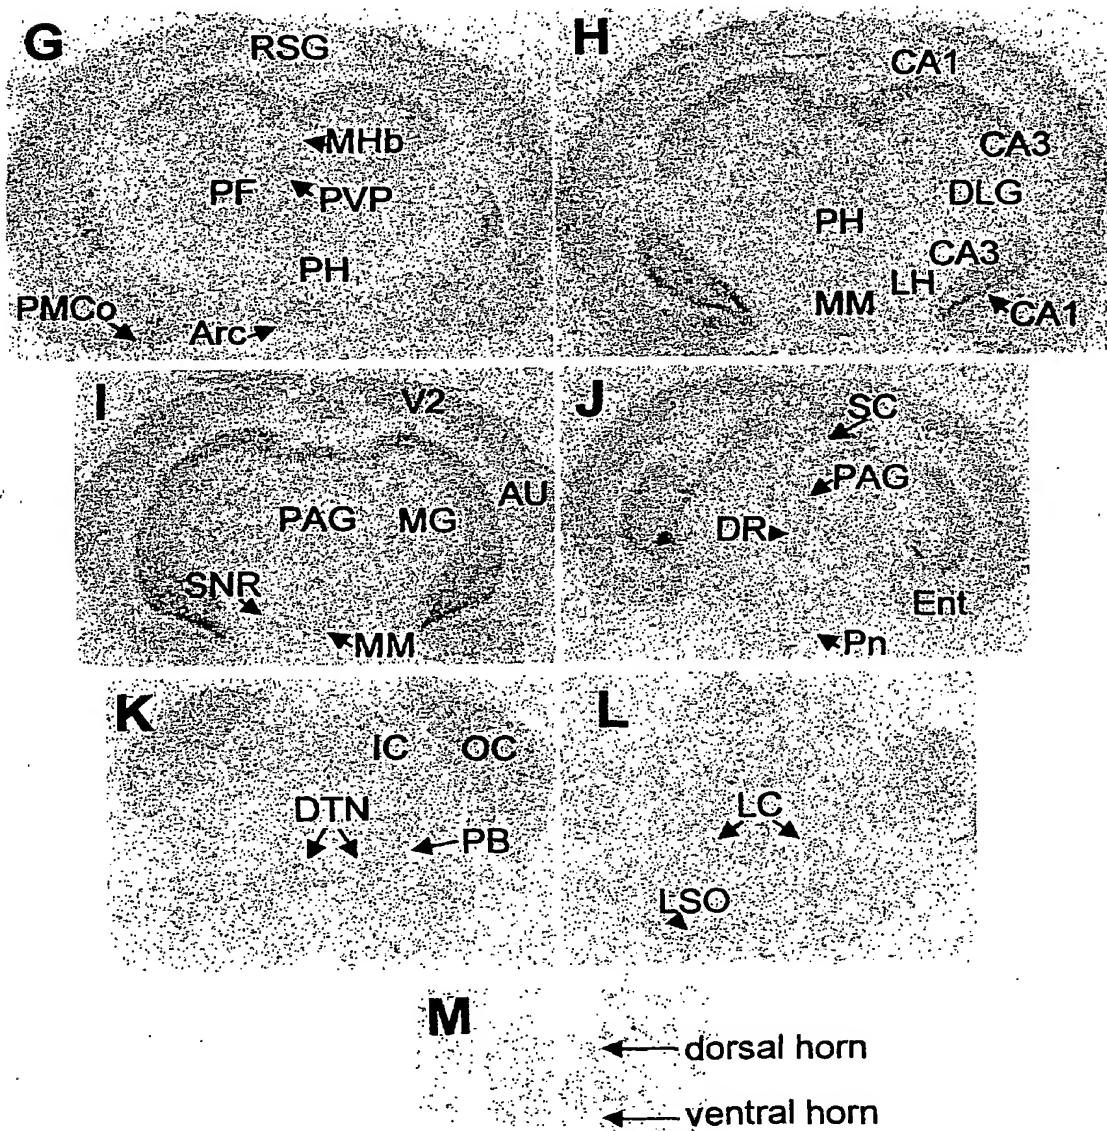 G
RSG
MHb
PF
PVP
PH
PMCo
Arc
H
CA1
CA3
DLG
PH
CA3
LH
MM
CA1
I
V2
AU
PAG
MG
SNR
MM
J
SC
PAG
DR
Ent
Pn
K
IC
OC
DTN
PB
L
LC
LSO
M
dorsal horn
ventral horn